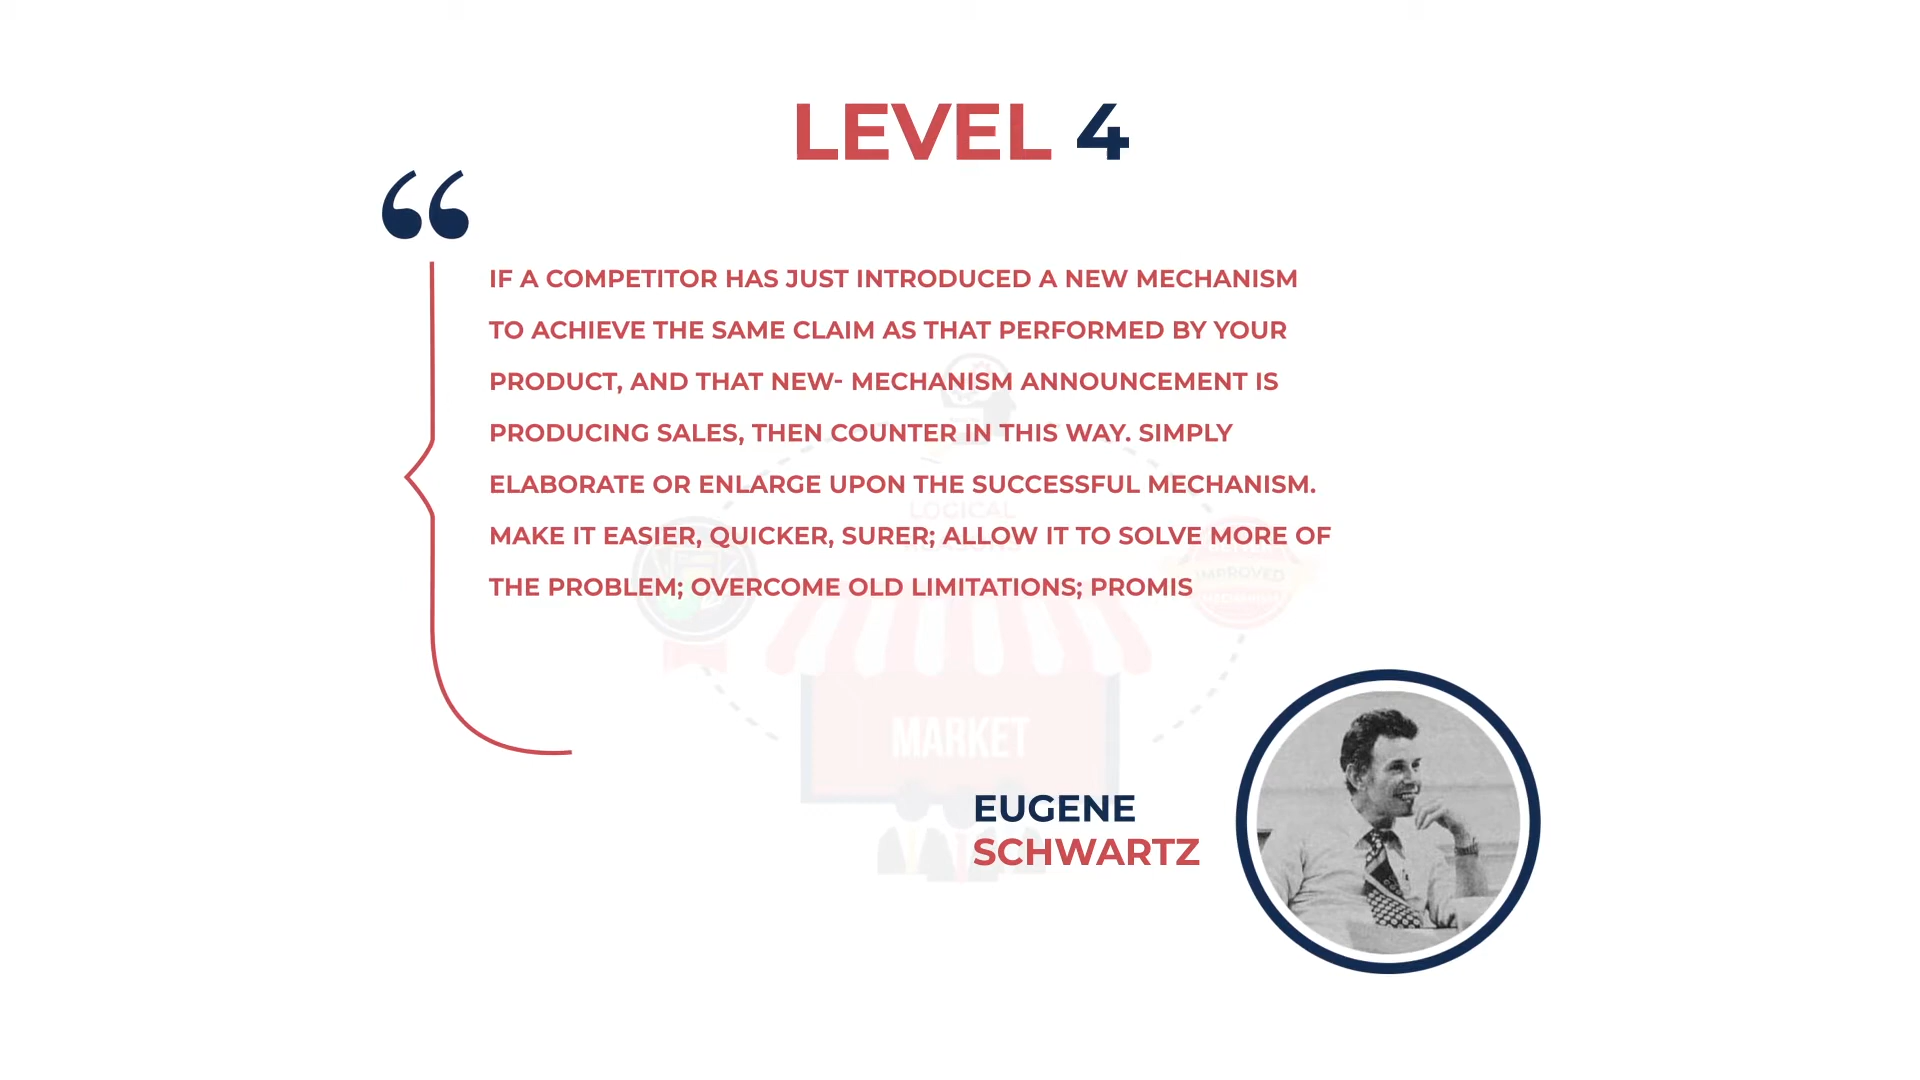 LEVEL 4
“
IF A COMPETITOR HAS JUST INTRODUCED A NEW MECHANISM
TO ACHIEVE THE SAME CLAIM AS THAT PERFORMED BY YOUR
PRODUCT, AND THAT NEW- MECHANISM ANNOUNCEMENT IS
PRODUCING SALES, THEN COUNTER IN THIS WAY. SIMPLY
ELABORATE OR ENLARGE UPON THE SUCCESSFUL MECHANISM.
LOGICAL
MAKE IT EASIER, QUICKER, SURER; ALLOW IT TO SOLVE MORE OF
IMPROVED
THE PROBLEM; OVERCOME OLD LIMITATIONS; PROMIS
MARKET
EUGENE
SCHWARTZ